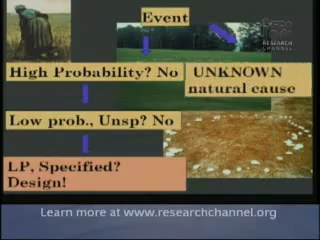 Event
RESEARCH
CHANNEL
High Probability? No
UNKNOWN
natural cause
Low prob., Unsp? No
LP, Specified?
Design!
Learn more at www.researchchannel.org